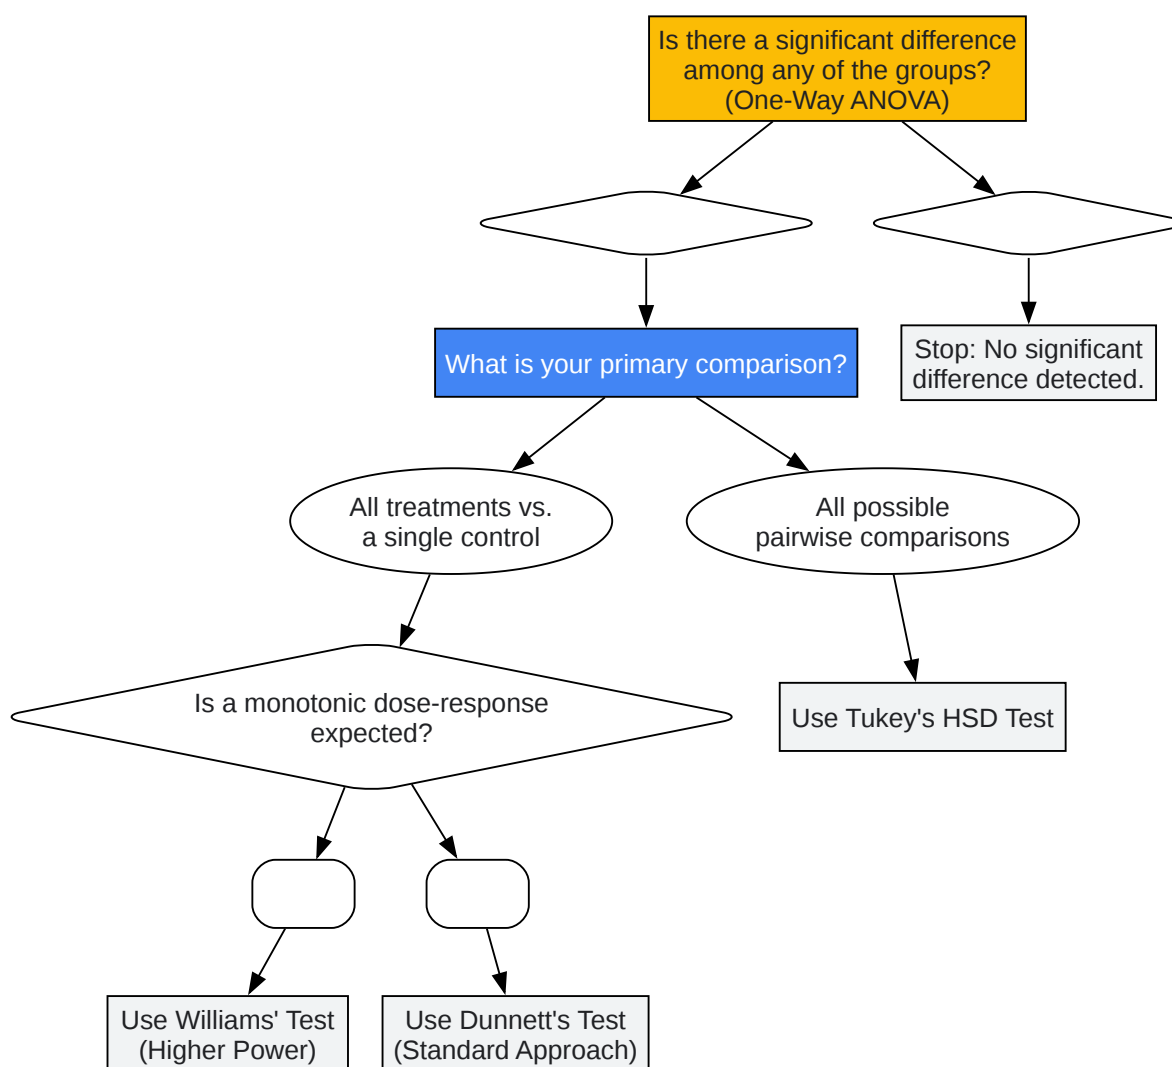 Is there a significant difference
among any of the groups?
(One-Way ANOVA)
What is your primary comparison?
Stop: No significant
difference detected.
All treatments vs.
a single control
All possible
pairwise comparisons
Is a monotonic dose-response
expected?
Use Tukey's HSD Test
Use Williams' Test
(Higher Power)
Use Dunnett's Test
(Standard Approach)